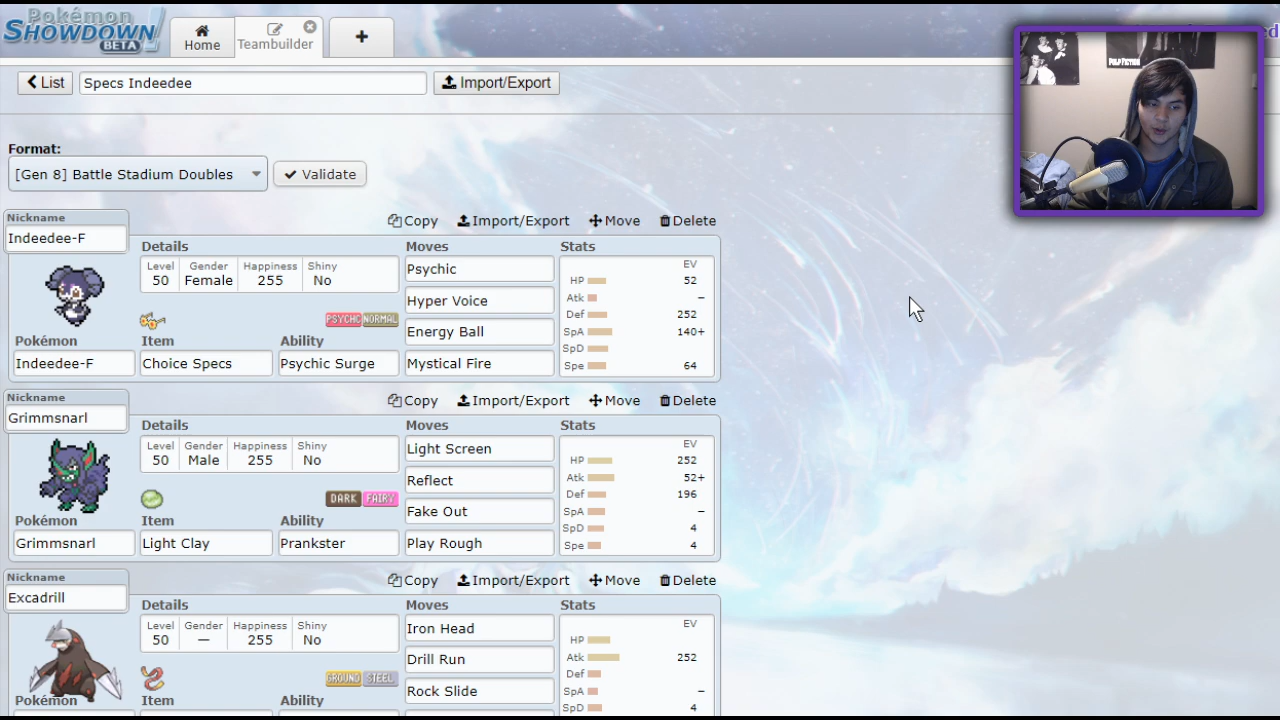 Pokémon
SHOWDOWN!
BETA
Home
Teambuilder
+
ed
List
Specs Indeedee
Import/Export
PULP FICTION
Format:
[Gen 8] Battle Stadium Doubles
Validate
Nickname
Indeedee-F
Copy Import/Export Move Delete
Details Moves Stats
Level Gender Happiness Shiny
50 Female 255 No
Psychic
Hyper Voice
Energy Ball
Mystical Fire
EV
HP 52
Atk –
Def 252
SpA 140+
SpD
Spe 64
PSYCHC NORMAL
Pokémon Item Ability
Indeedee-F Choice Specs Psychic Surge
Nickname
Grimmsnarl
Copy Import/Export Move Delete
Details Moves Stats
Level Gender Happiness Shiny
50 Male 255 No
Light Screen
Reflect
Fake Out
Play Rough
EV
HP 252
Atk 52+
Def 196
SpA –
SpD 4
Spe 4
DARK FAIRY
Pokémon Item Ability
Grimmsnarl Light Clay Prankster
Nickname
Excadrill
Copy Import/Export Move Delete
Details Moves Stats
Level Gender Happiness Shiny
50 — 255 No
Iron Head
Drill Run
Rock Slide
EV
HP
Atk 252
Def
SpA –
SpD 4
GROUND STEEL
Pokémon Item Ability